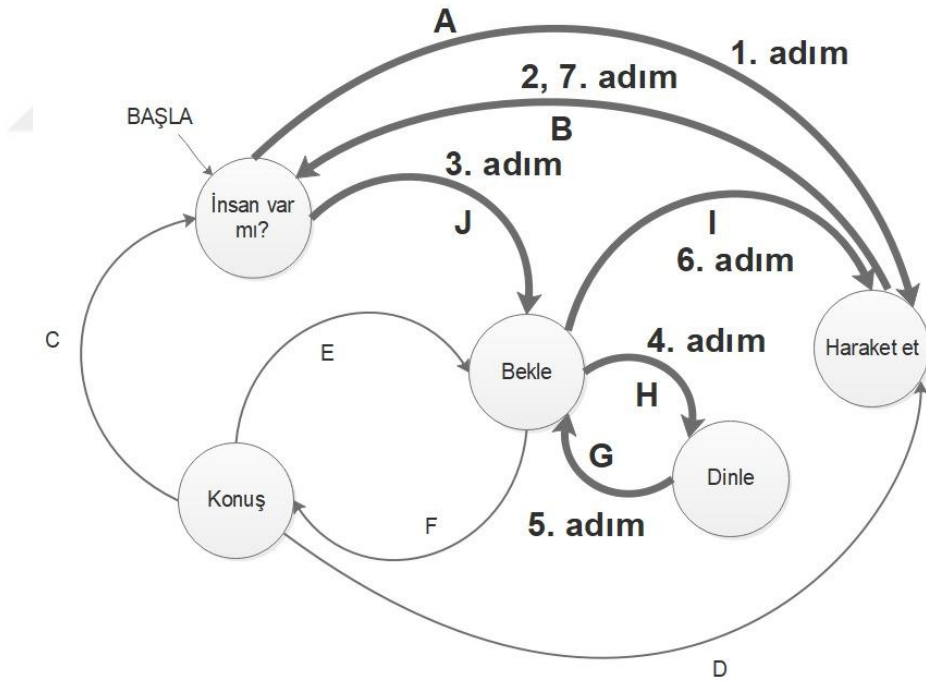 A
1. adım
2, 7. adım
BAŞLA
B
3. adım
İnsan var
mı?
J
I
6. adım
C
E
4. adım
Haraket et
Bekle
H
G
Dinle
Konuş
F
5. adım
D